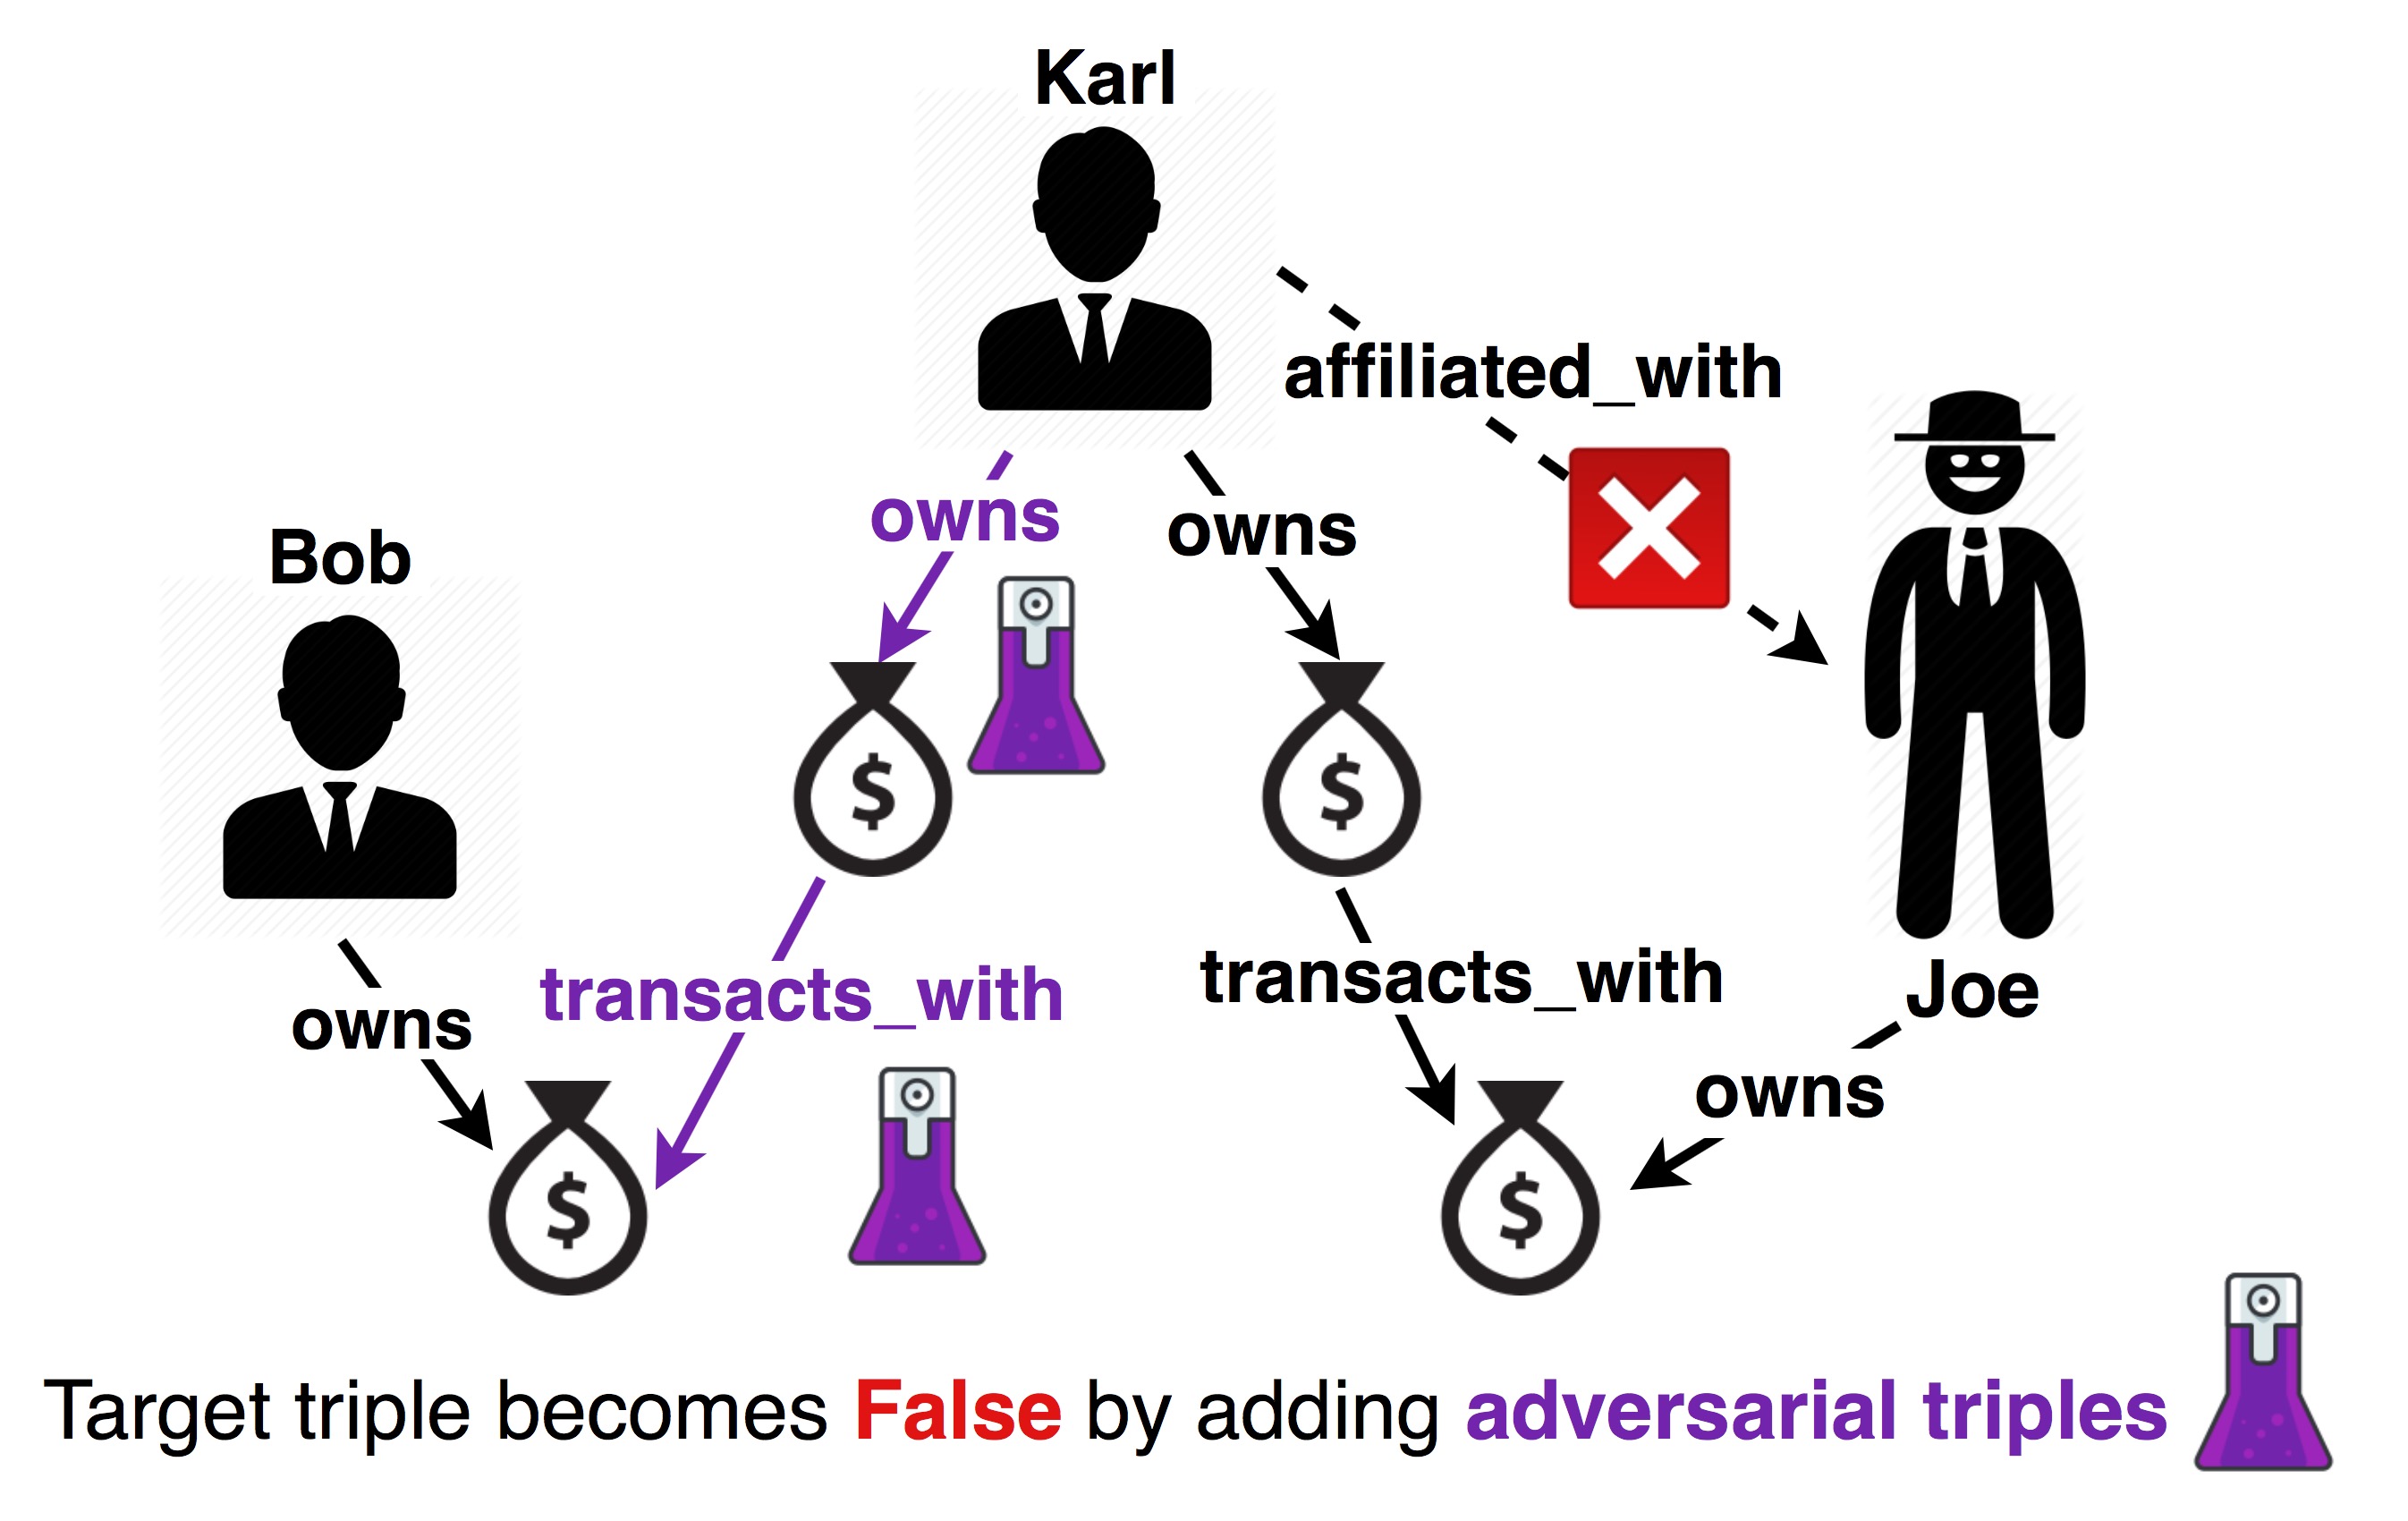 Karl
affiliated_with
owns
owns
Bob
$
$
transacts_with
transacts_with
Joe
owns
owns
$
$
Target triple becomes False by adding adversarial triples